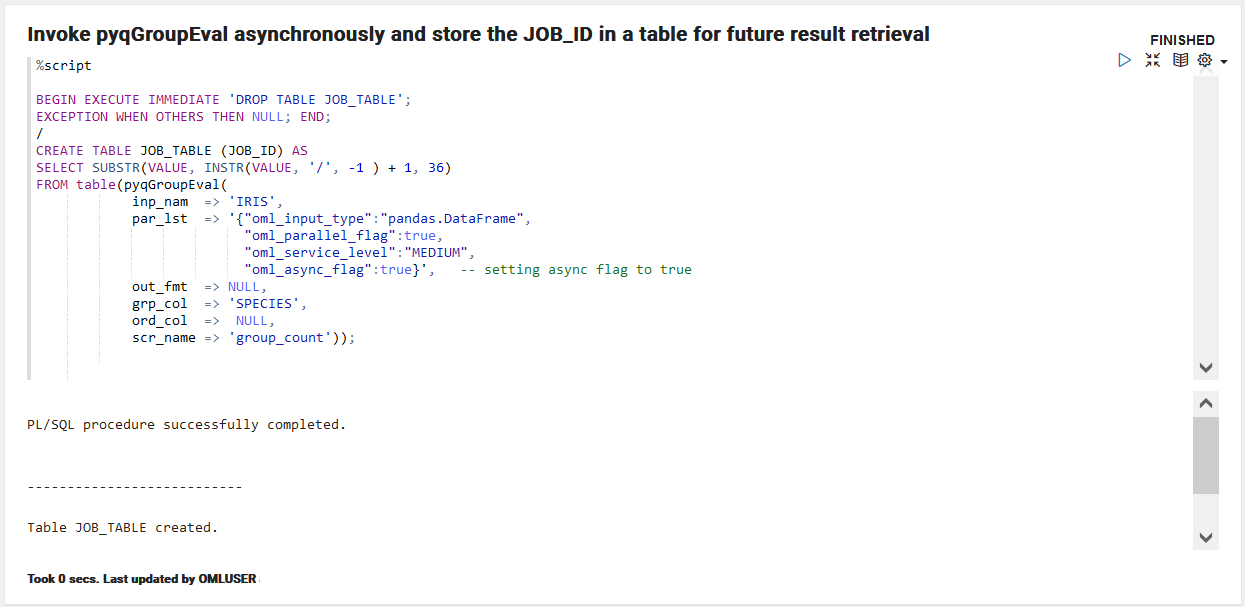 Invoke pyqGroupEval asynchronously and store the JOB_ID in a table for future result retrieval
FINISHED
%script
BEGIN EXECUTE IMMEDIATE 'DROP TABLE JOB_TABLE';
EXCEPTION WHEN OTHERS THEN NULL; END;
/
CREATE TABLE JOB_TABLE (JOB_ID) AS
SELECT SUBSTR(VALUE, INSTR(VALUE, '/', -1 ) + 1, 36)
FROM table(pyqGroupEval(
inp_nam => 'IRIS',
par_lst => '{"oml_input_type":"pandas.DataFrame",
"oml_parallel_flag":true,
"oml_service_level":"MEDIUM",
"oml_async_flag":true}', -- setting async flag to true
out_fmt => NULL,
grp_col => 'SPECIES',
ord_col => NULL,
scr_name => 'group_count'));
PL/SQL procedure successfully completed.
---------------------------
Table JOB_TABLE created.
Took 0 secs. Last updated by OMLUSER